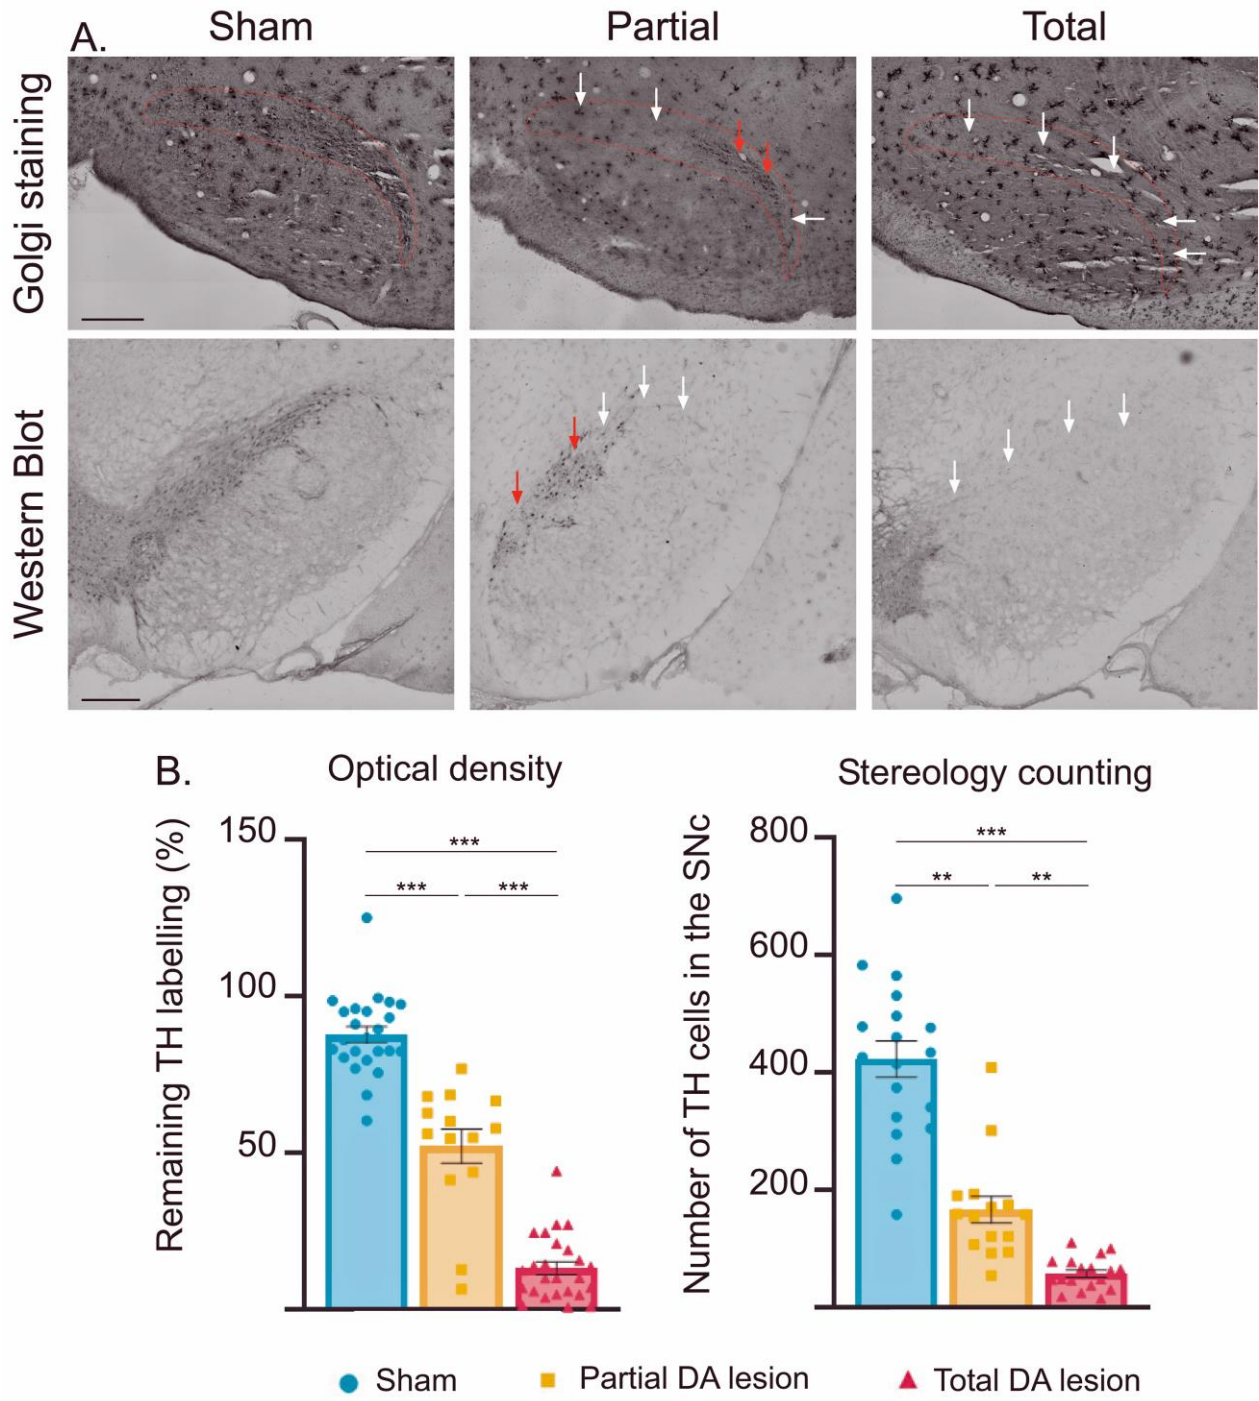 A.
Sham
Partial
Total
Golgi staining
Western Blot
B.
Optical density
Remaining TH labelling (%)
150
100
50
***
***
***
Stereology counting
Number of TH cells in the SNc
800
600
400
200
***
**
**
Sham
Partial DA lesion
Total DA lesion